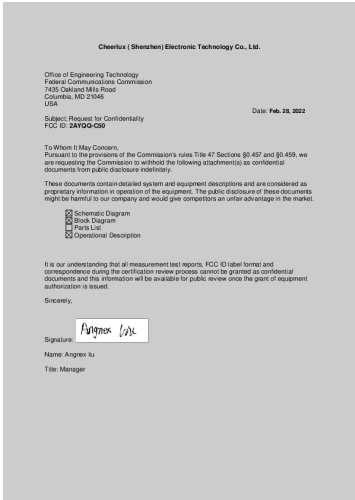 Cheerlux ( Shenzhen) Electronic Technology Co., Ltd.
Office of Engineering Technology
Federal Communications Commission
7435 Oakland Mills Road
Columbia, MD 21046
USA
Date: Feb. 28, 2022
Subject: Request for Confidentiality
FCC ID: 2AYQQ-C50
To Whom It May Concern,
Pursuant to the provisions of the Commission's rules Title 47 Sections §0.457 and §0.459, we
are requesting the Commission to withhold the following attachment(s) as confidential
documents from public disclosure indefinitely.
These documents contain detailed system and equipment descriptions and are considered as
proprietary information in operation of the equipment. The public disclosure of these documents
might be harmful to our company and would give competitors an unfair advantage in the market.
☒ Schematic Diagram
☒ Block Diagram
☐ Parts List
☒ Operational Description
It is our understanding that all measurement test reports, FCC ID label format and
correspondence during the certification review process cannot be granted as confidential
documents and this information will be available for public review once the grant of equipment
authorization is issued.
Sincerely,
Angnex liu
Signature:
Name: Angnex liu
Title: Manager